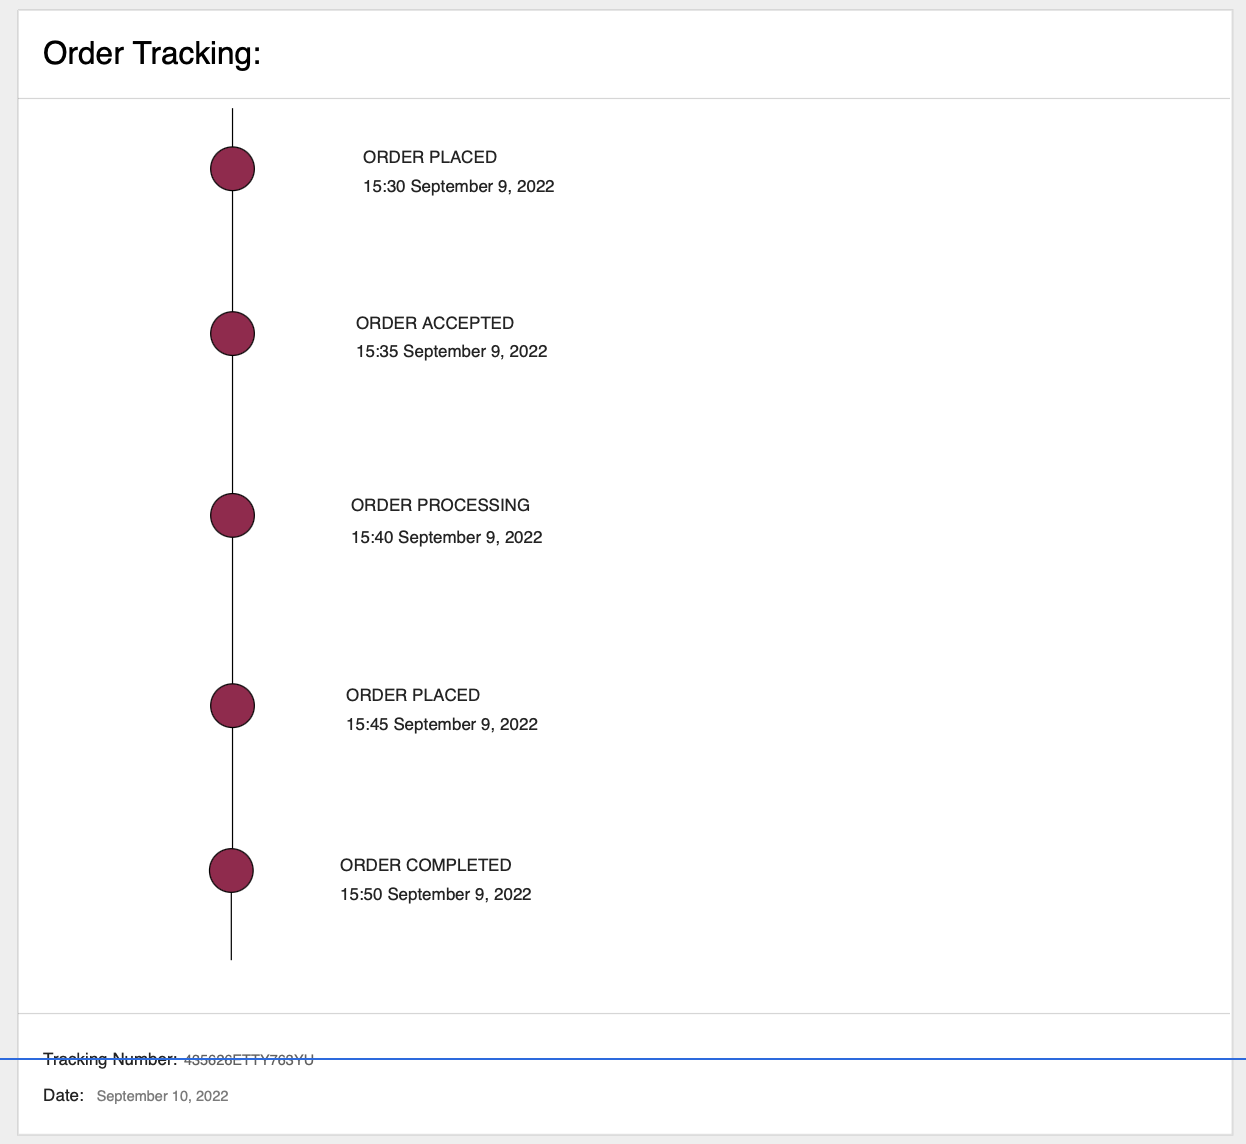 Order Tracking:
ORDER PLACED
15:30 September 9, 2022
ORDER ACCEPTED
15:35 September 9, 2022
ORDER PROCESSING
15:40 September 9, 2022
ORDER PLACED
15:45 September 9, 2022
ORDER COMPLETED
15:50 September 9, 2022
Tracking Number: 435626ETTY763YU
Date: September 10, 2022